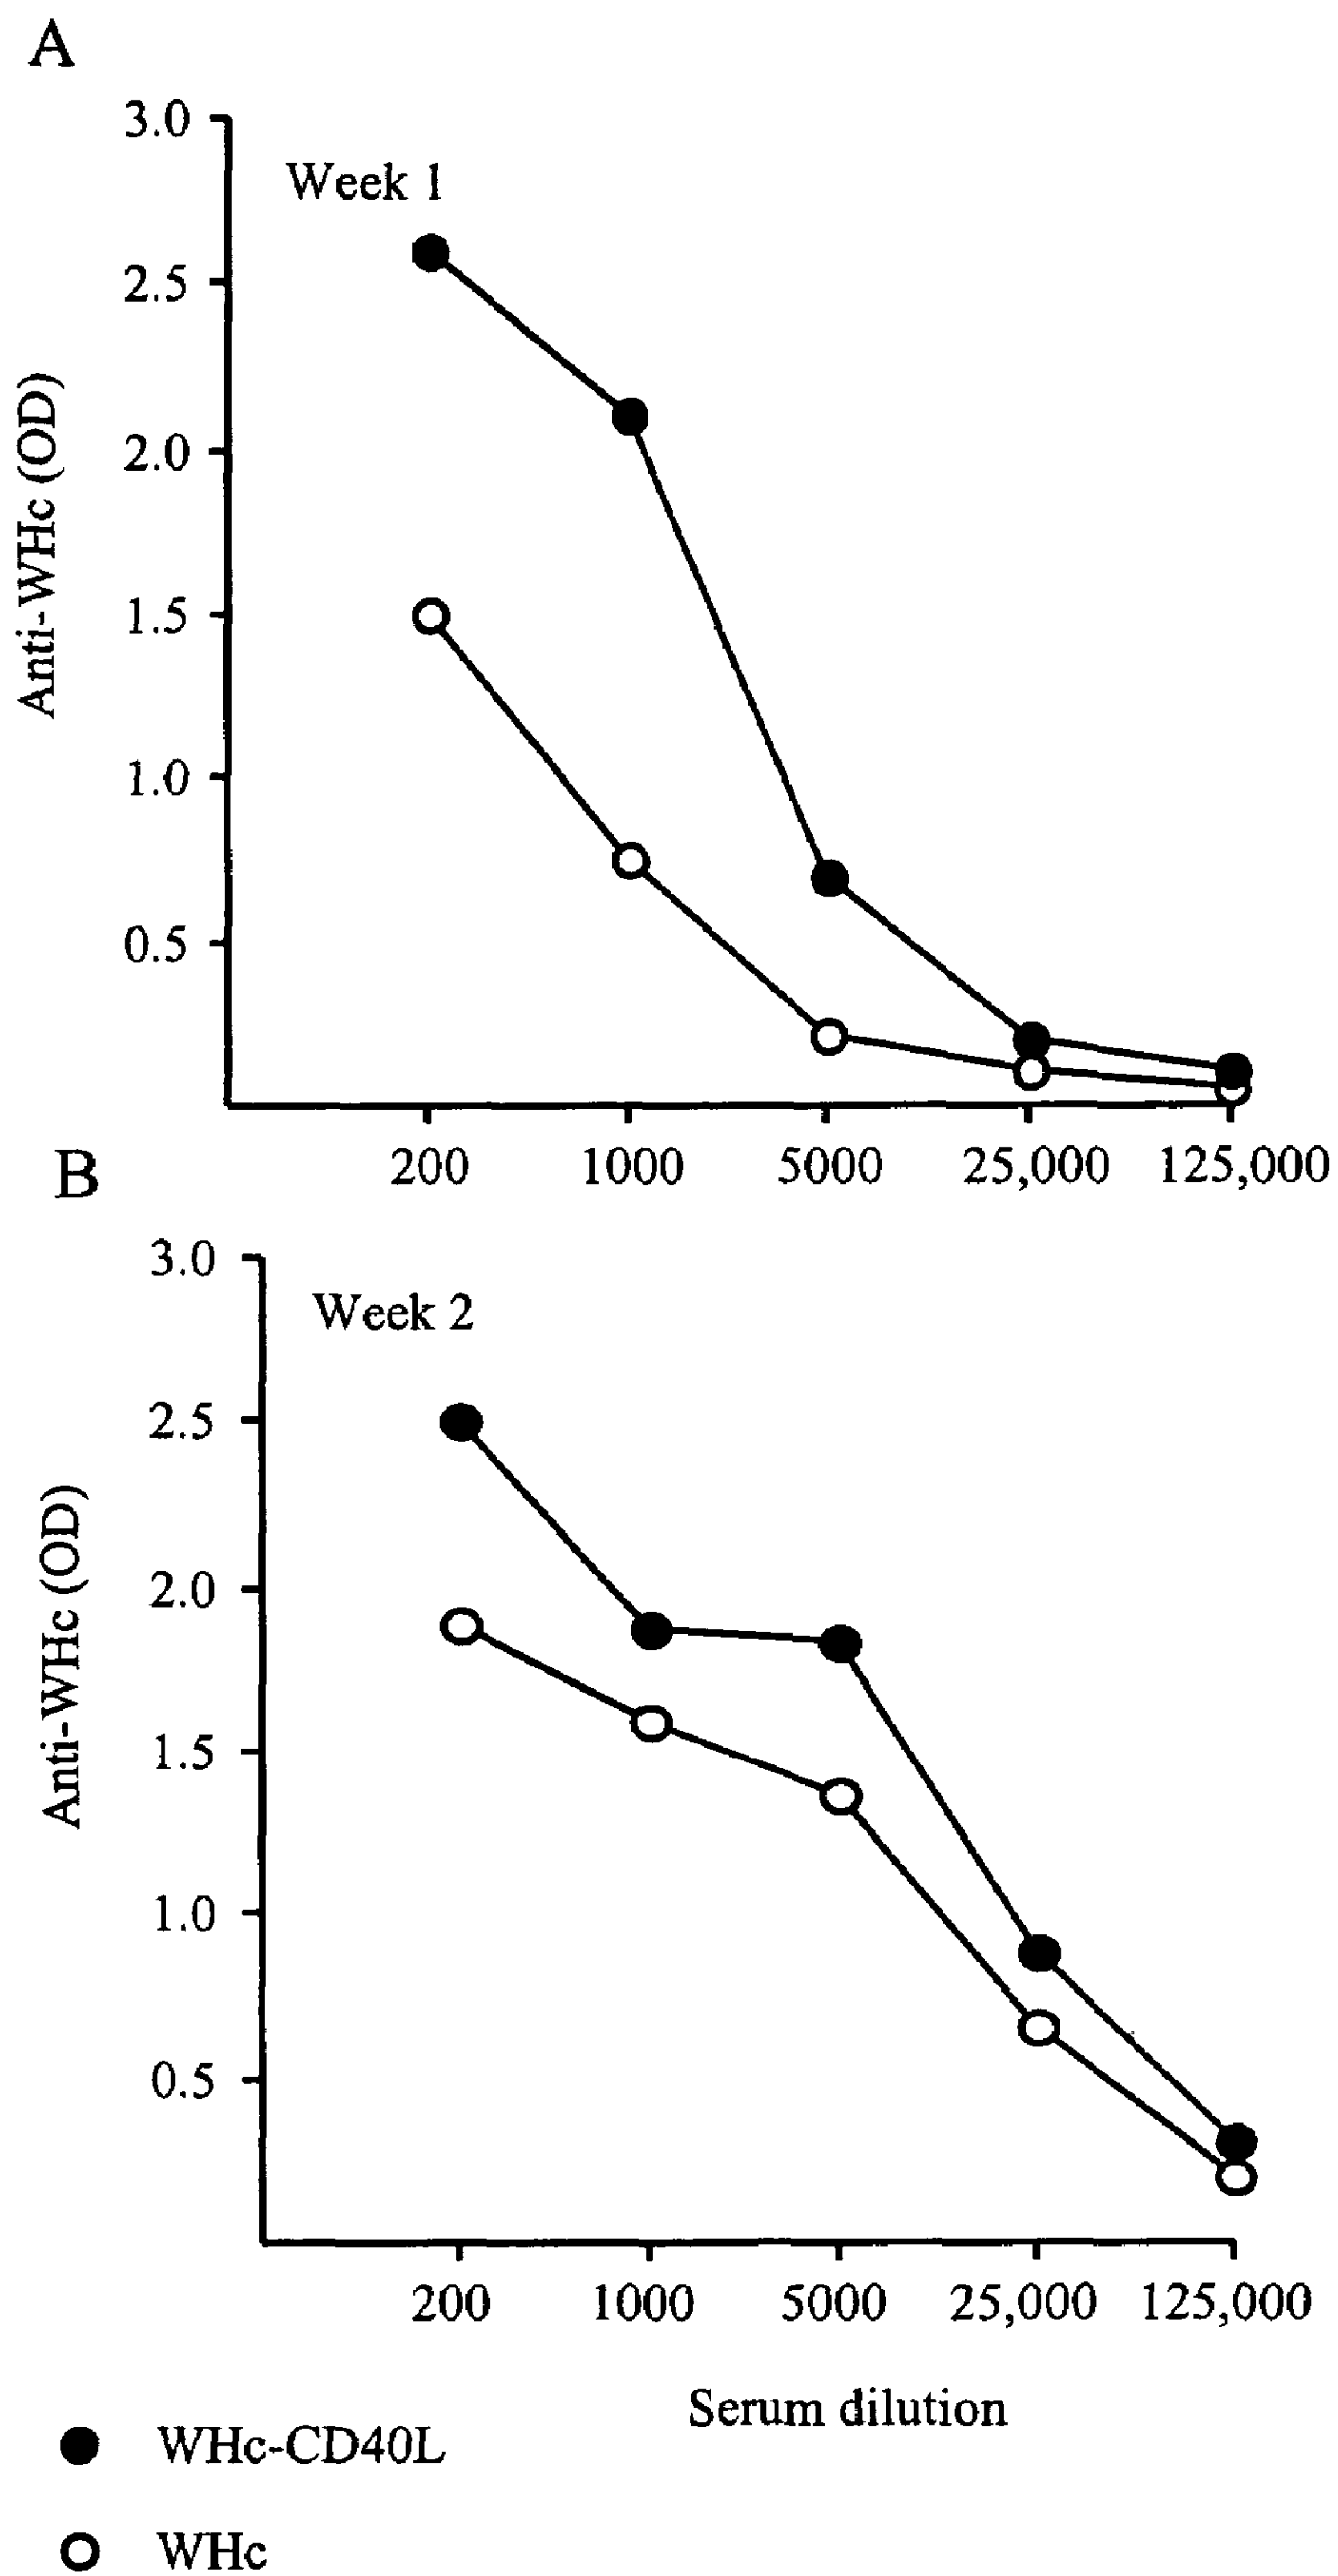 A
3.0
Week 1
2.5
2.0
1.5
1.0
0.5
Anti-WHc (OD)
200 1000 5000 25,000 125,000
B
3.0
Week 2
2.5
2.0
1.5
1.0
0.5
Anti-WHc (OD)
200 1000 5000 25,000 125,000
Serum dilution
WHc-CD40L
WHc